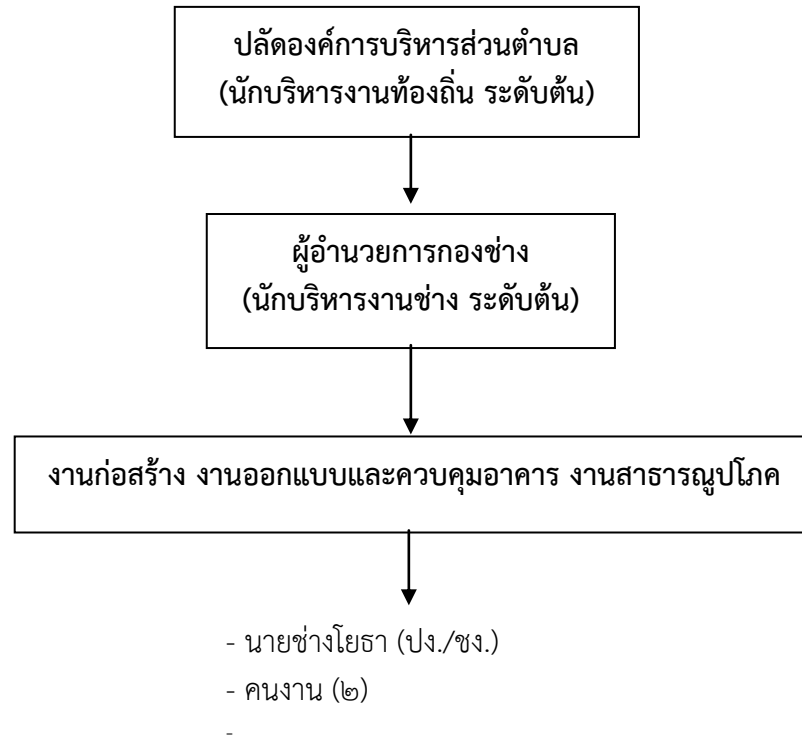 ปลัดองค์การบริหารส่วนตำบล
(นักบริหารงานท้องถิ่น ระดับต้น)
ผู้อำนวยการกองช่าง
(นักบริหารงานช่าง ระดับต้น)
งานก่อสร้าง งานออกแบบและควบคุมอาคาร งานสาธารณูปโภค
- นายช่างโยธา (ปง./ชง.)
- คนงาน (๒)
-